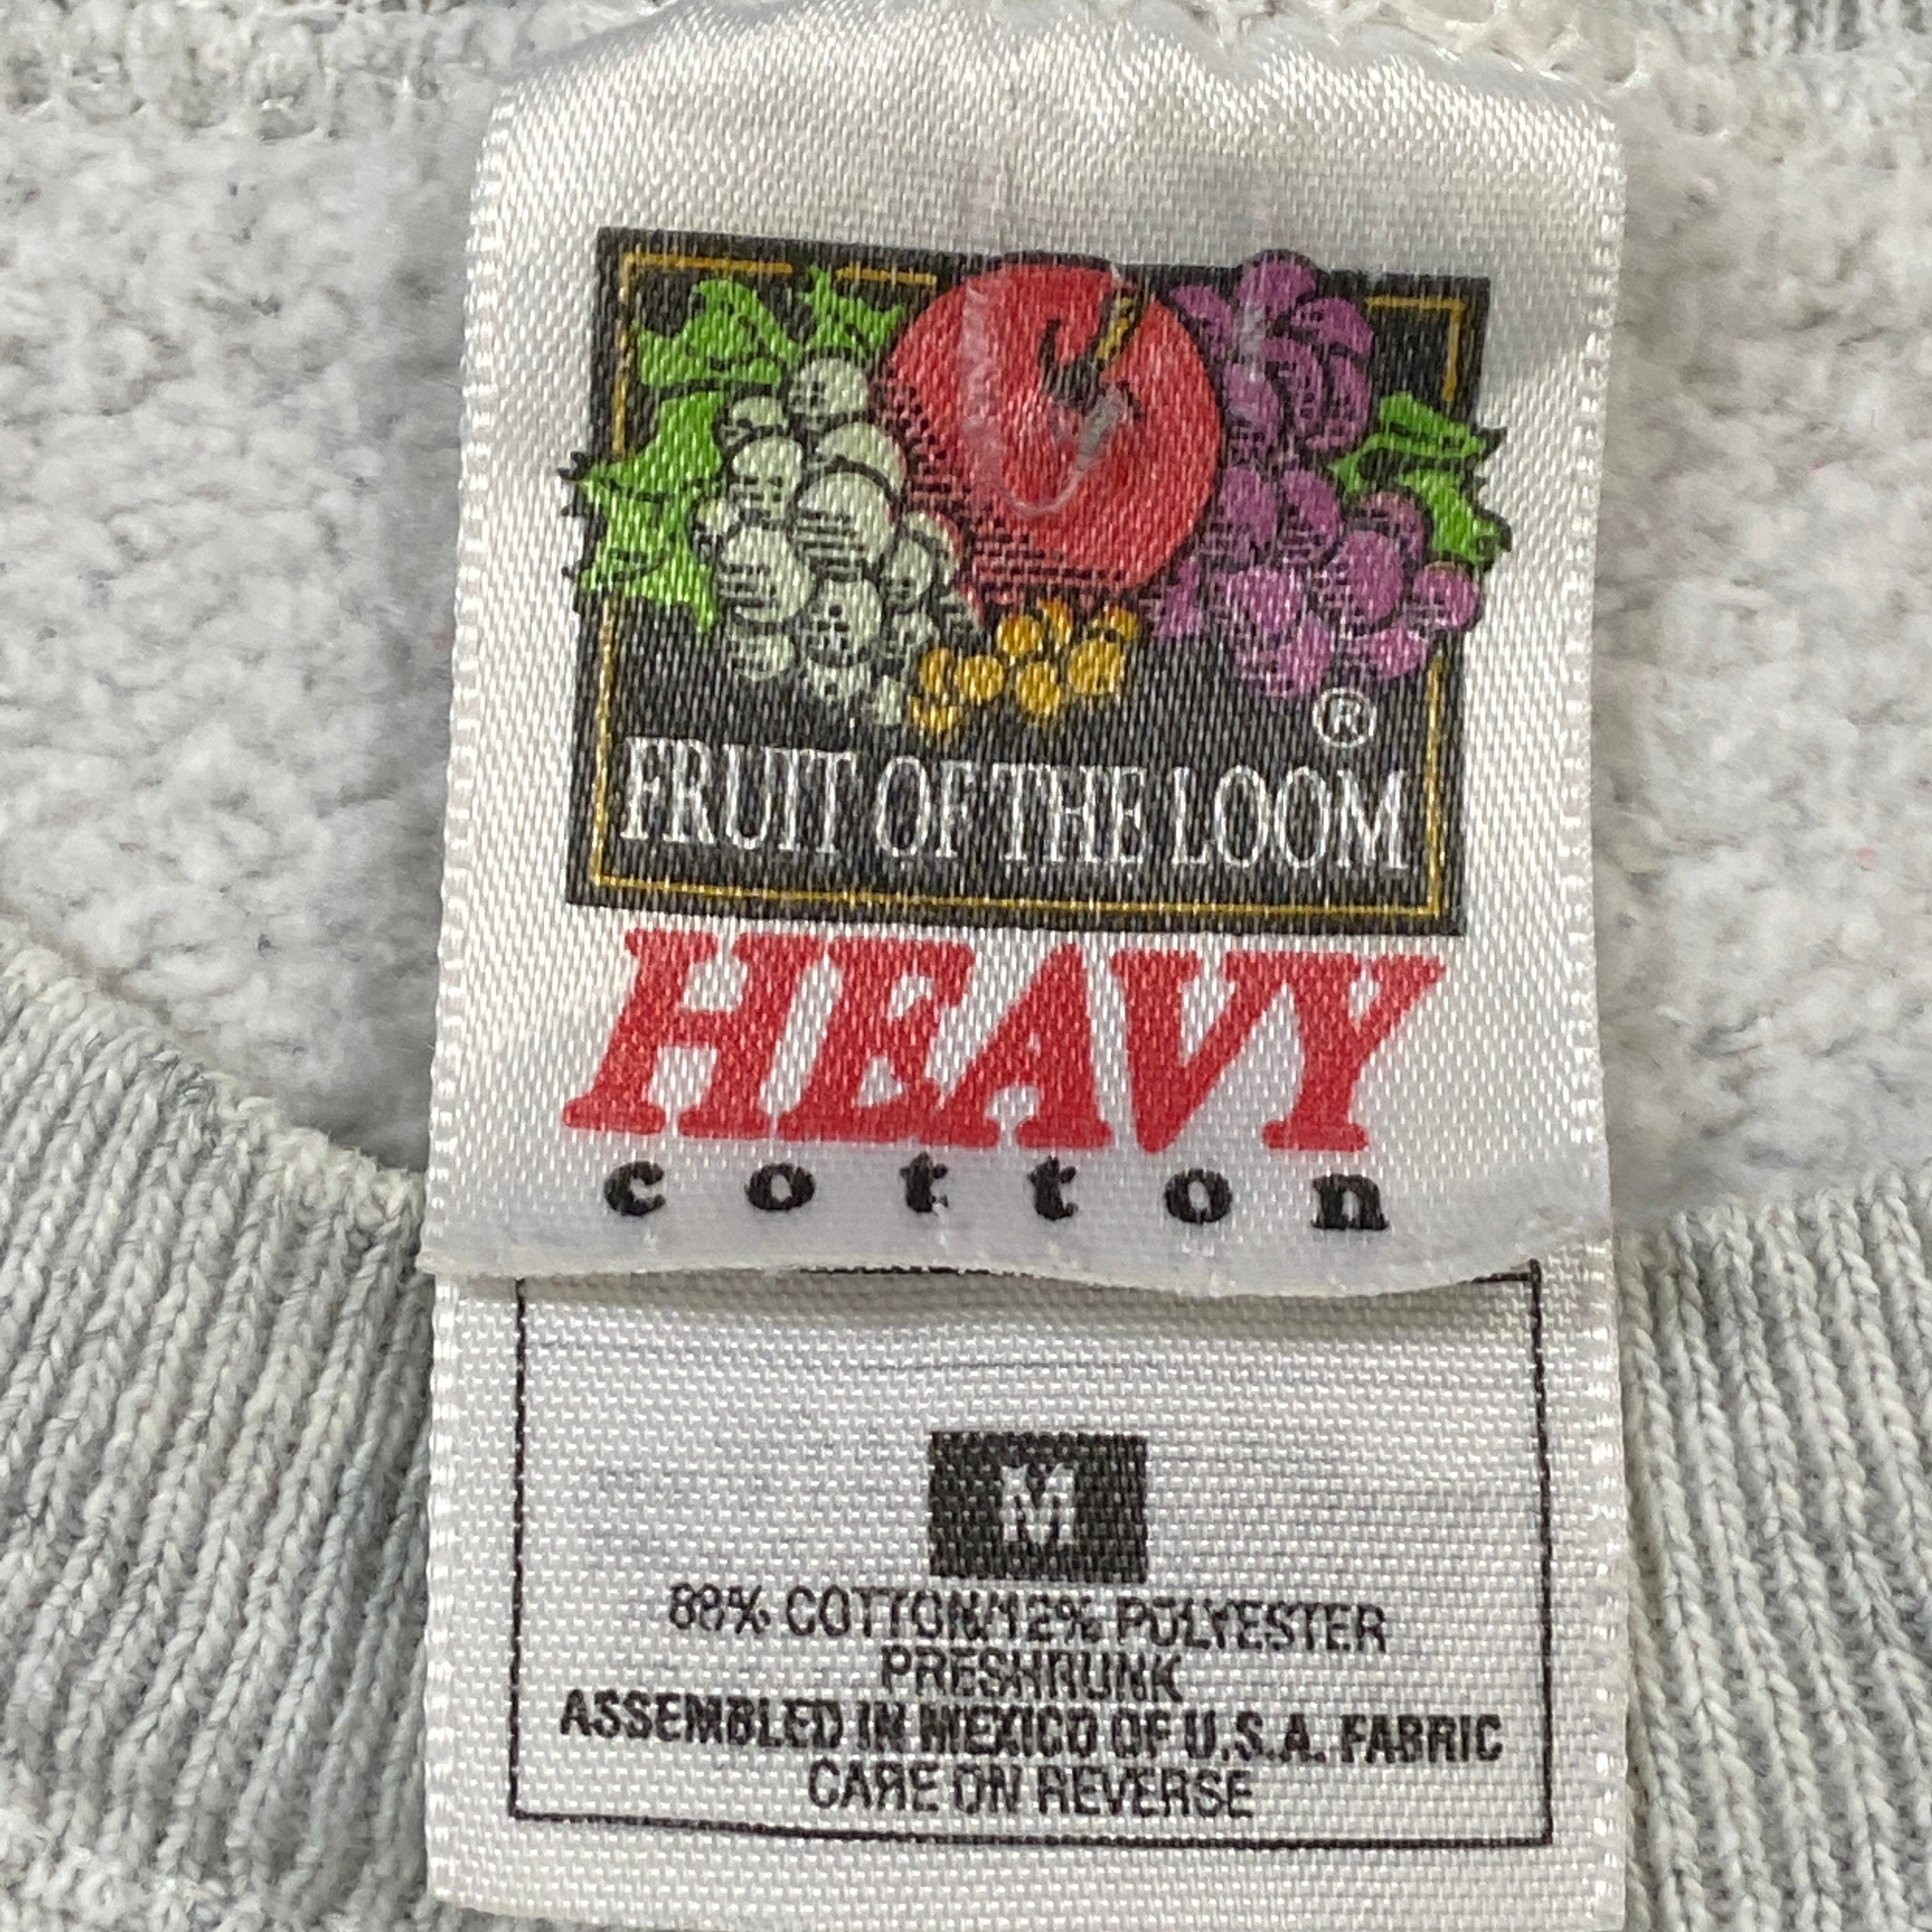 ®
FRUIT OF THE LOOM
HEAVY
cotton
M
88% COTTON/12% POLYESTER
PRESHRUNK
ASSEMBLED IN MEXICO OF U.S.A. FABRIC
CARE ON REVERSE